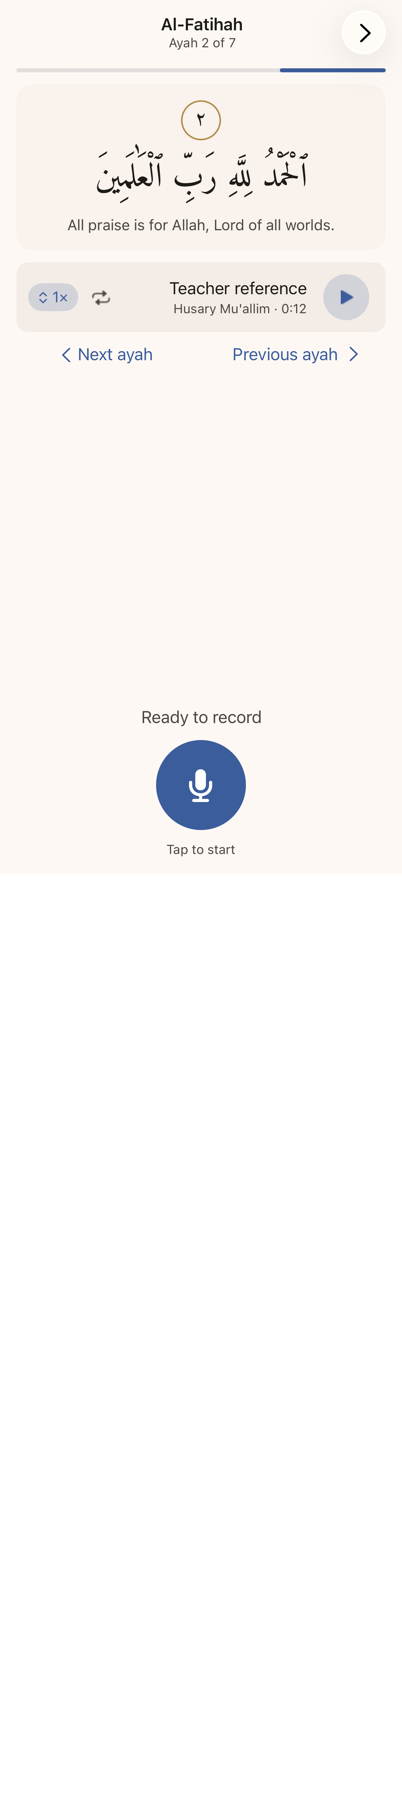 Al-Fatihah
Ayah 2 of 7
٢
ٱلْحَمْدُ لِلَّهِ رَبِّ ٱلْعَٰلَمِينَ
All praise is for Allah, Lord of all worlds.
Teacher reference
Husary Mu'allim · 0:12
1×
Previous ayah
Next ayah
Ready to record
Tap to start